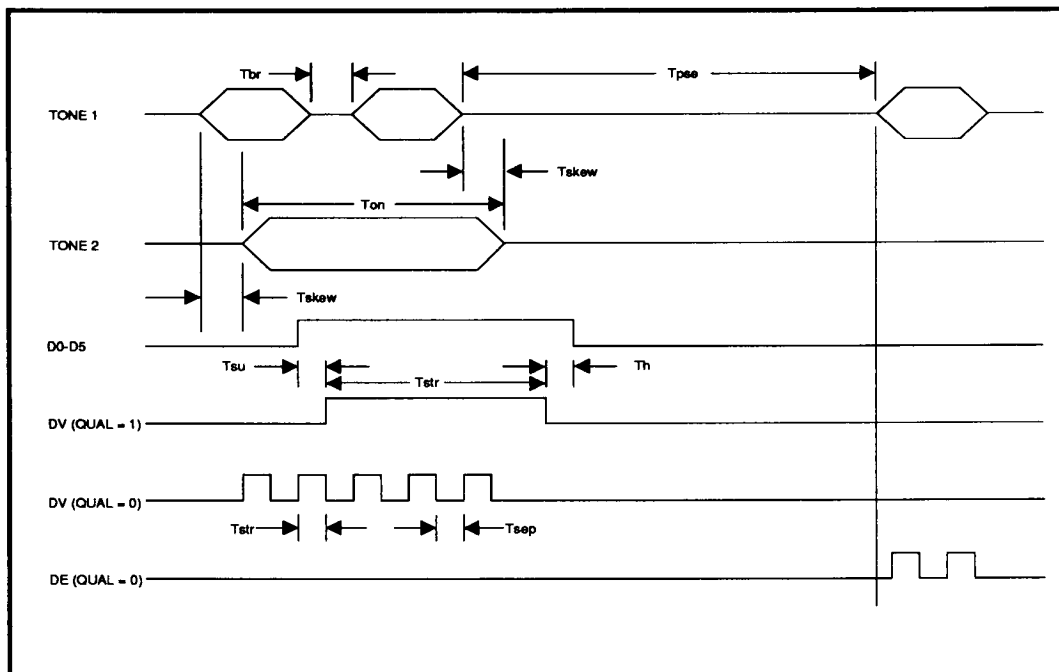 Tbr
Tpse
TONE 1
Tskew
Ton
TONE 2
Tskew
D0-D5
Tsu
Th
Tstr
DV (QUAL = 1)
DV (QUAL = 0)
Tstr
Tsep
DE (QUAL = 0)